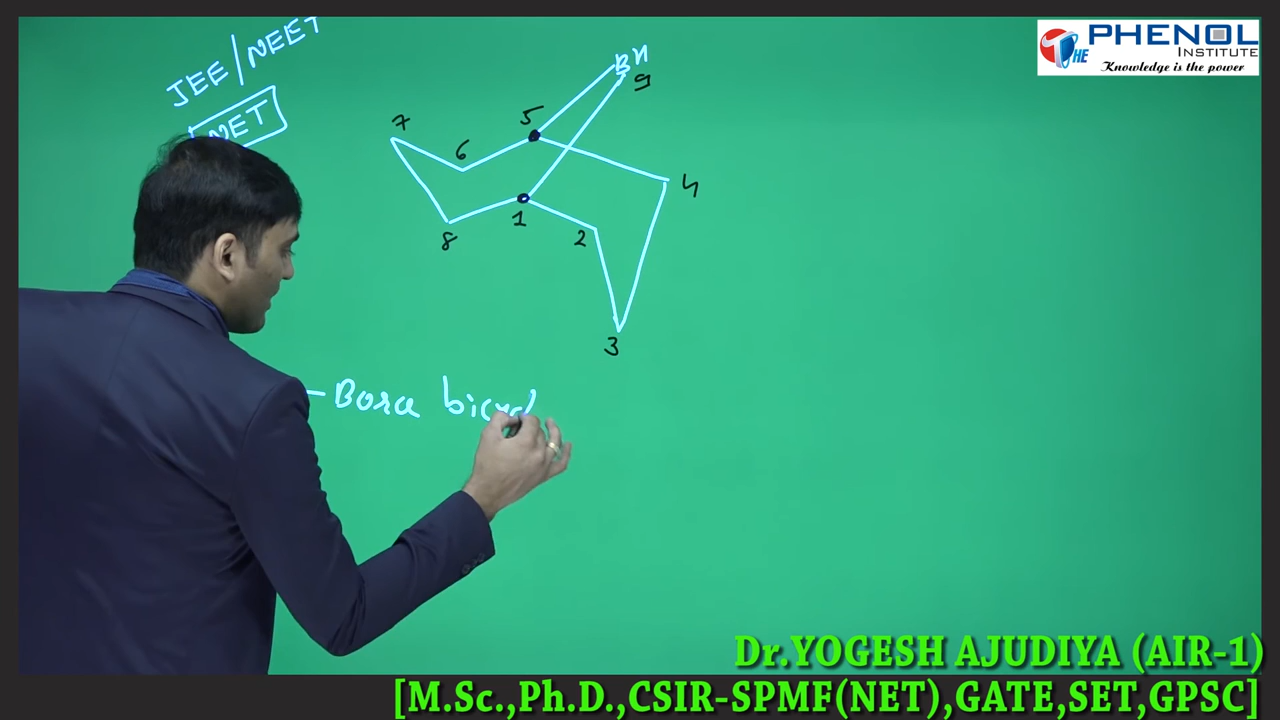 JEE/NEET
NET
THE PHENOL
INSTITUTE
Knowledge is the power
BH
9
5
7
6
4
1
8
2
3
– Bora bicycl
Dr.YOGESH AJUDIYA (AIR-1)
[M.Sc.,Ph.D.,CSIR-SPMF(NET),GATE,SET,GPSC]